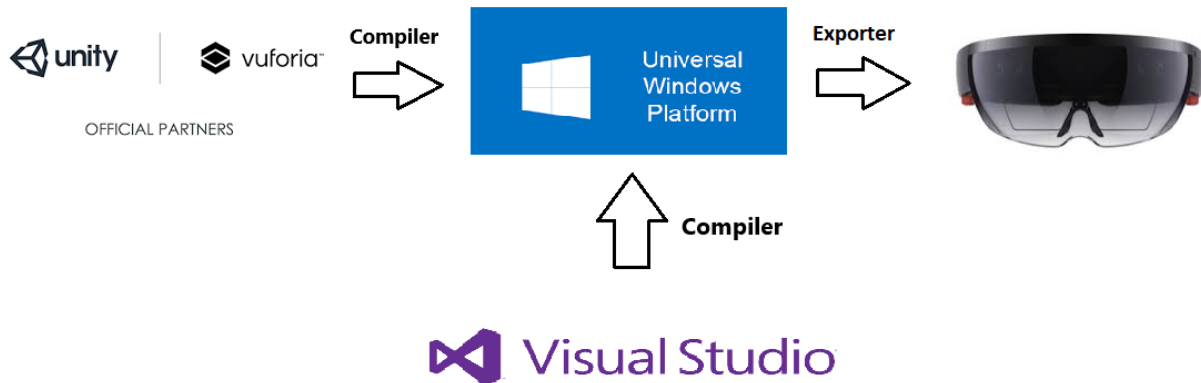 unity
vuforia™
OFFICIAL PARTNERS
Compiler
Universal
Windows
Platform
Exporter
Compiler
Visual Studio